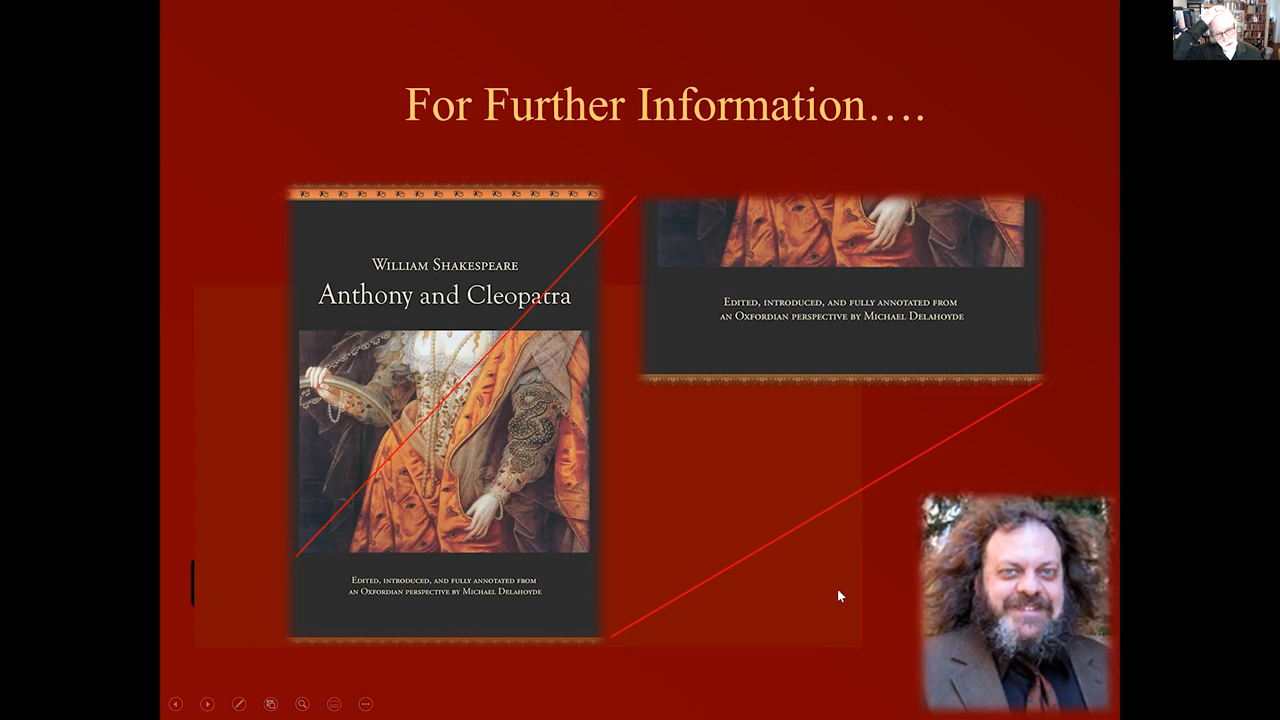 For Further Information….
William Shakespeare
Anthony and Cleopatra
Edited, introduced, and fully annotated from
an Oxfordian perspective by Michael Delahoyde
Edited, introduced, and fully annotated from
an Oxfordian perspective by Michael Delahoyde